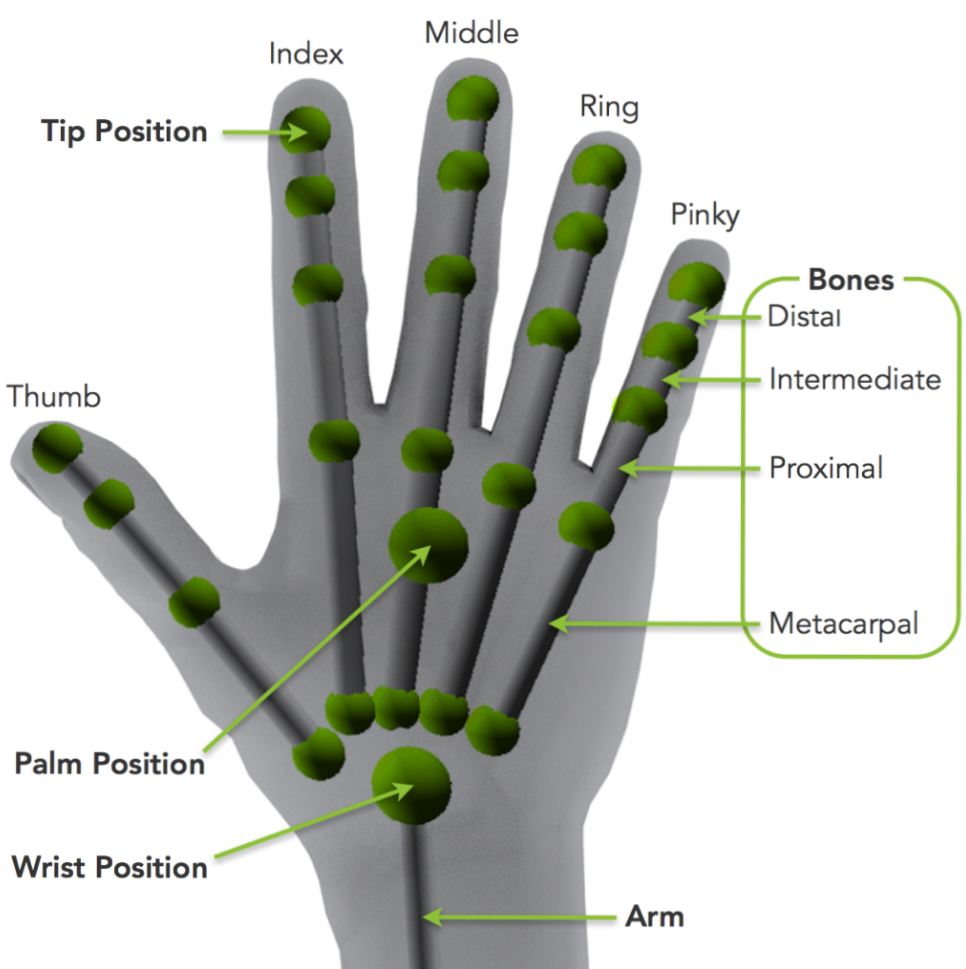 Middle
Index
Ring
Tip Position
Pinky
Bones
Distal
Intermediate
Thumb
Proximal
Metacarpal
Palm Position
Wrist Position
Arm